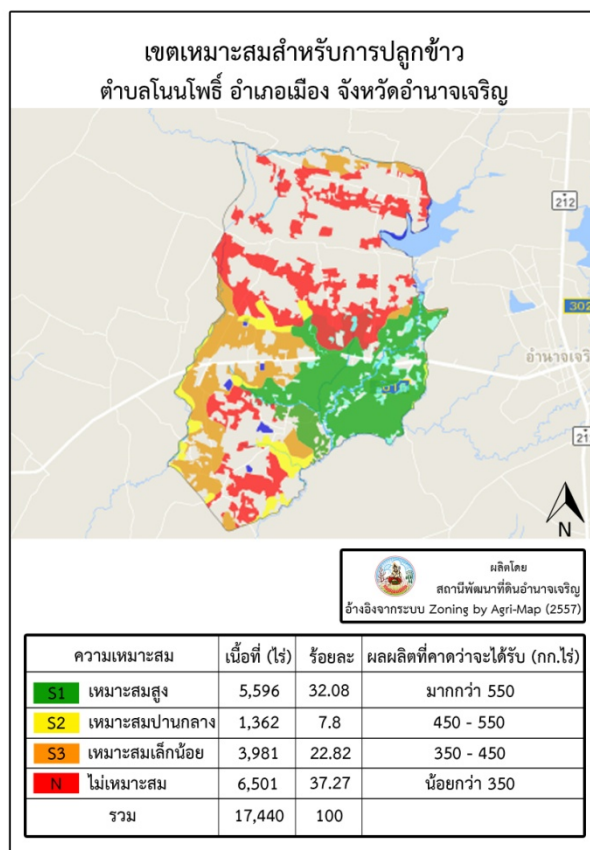 เขตเหมาะสมสำหรับการปลูกข้าว
ตำบลโนนโพธิ์ อำเภอเมือง จังหวัดอำนาจเจริญ
212
302
อำนาจเจริ
21
N
ผลิตโดย
สถานีพัฒนาที่ดินอำนาจเจริญ
อ้างอิงจากระบบ Zoning by Agri-Map (2557)
ความเหมาะสม เนื้อที่ (ไร่) ร้อยละ ผลผลิตที่คาดว่าจะได้รับ (กก.ไร่)
S1 เหมาะสมสูง 5,596 32.08 มากกว่า 550
S2 เหมาะสมปานกลาง 1,362 7.8 450 - 550
S3 เหมาะสมเล็กน้อย 3,981 22.82 350 - 450
N ไม่เหมาะสม 6,501 37.27 น้อยกว่า 350
รวม 17,440 100